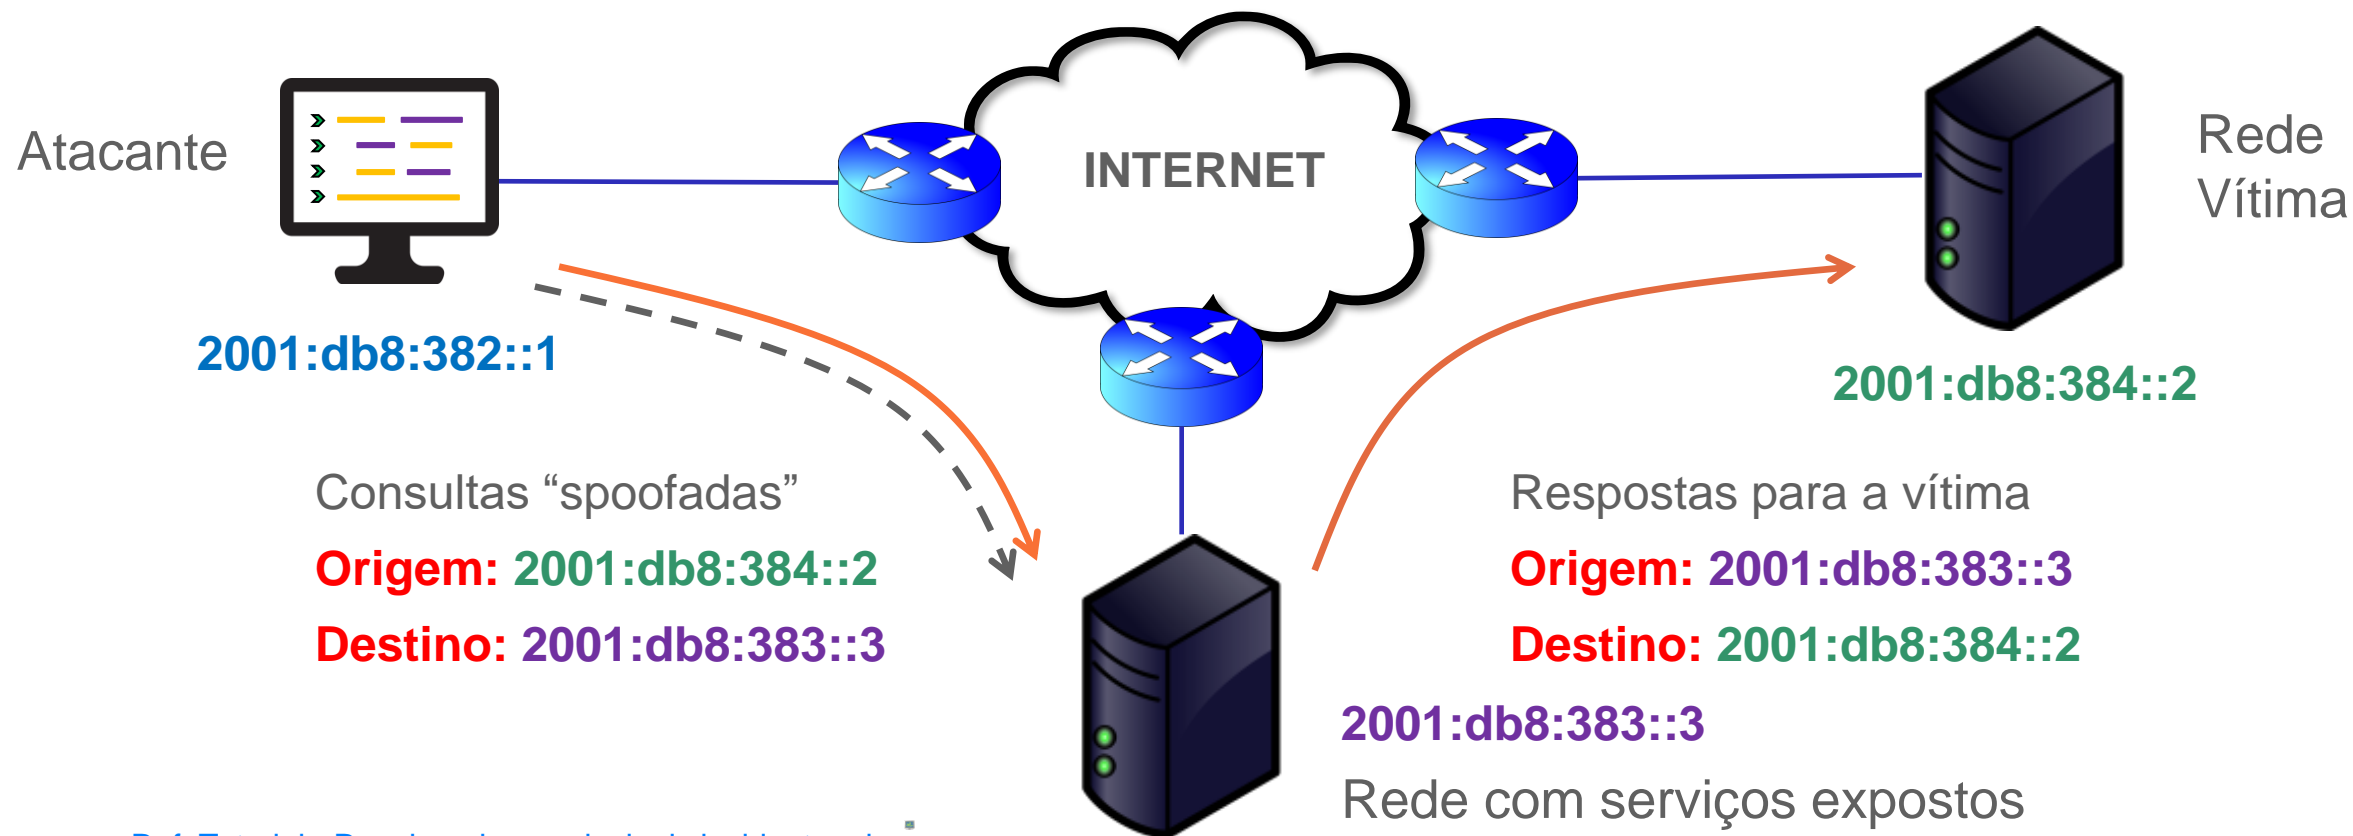 Atacante
INTERNET
Rede
Vítima
2001:db8:382::1
2001:db8:384::2
Consultas “spoofadas”
Origem: 2001:db8:384::2
Destino: 2001:db8:383::3
Respostas para a vítima
Origem: 2001:db8:383::3
Destino: 2001:db8:384::2
2001:db8:383::3
Rede com serviços expostos